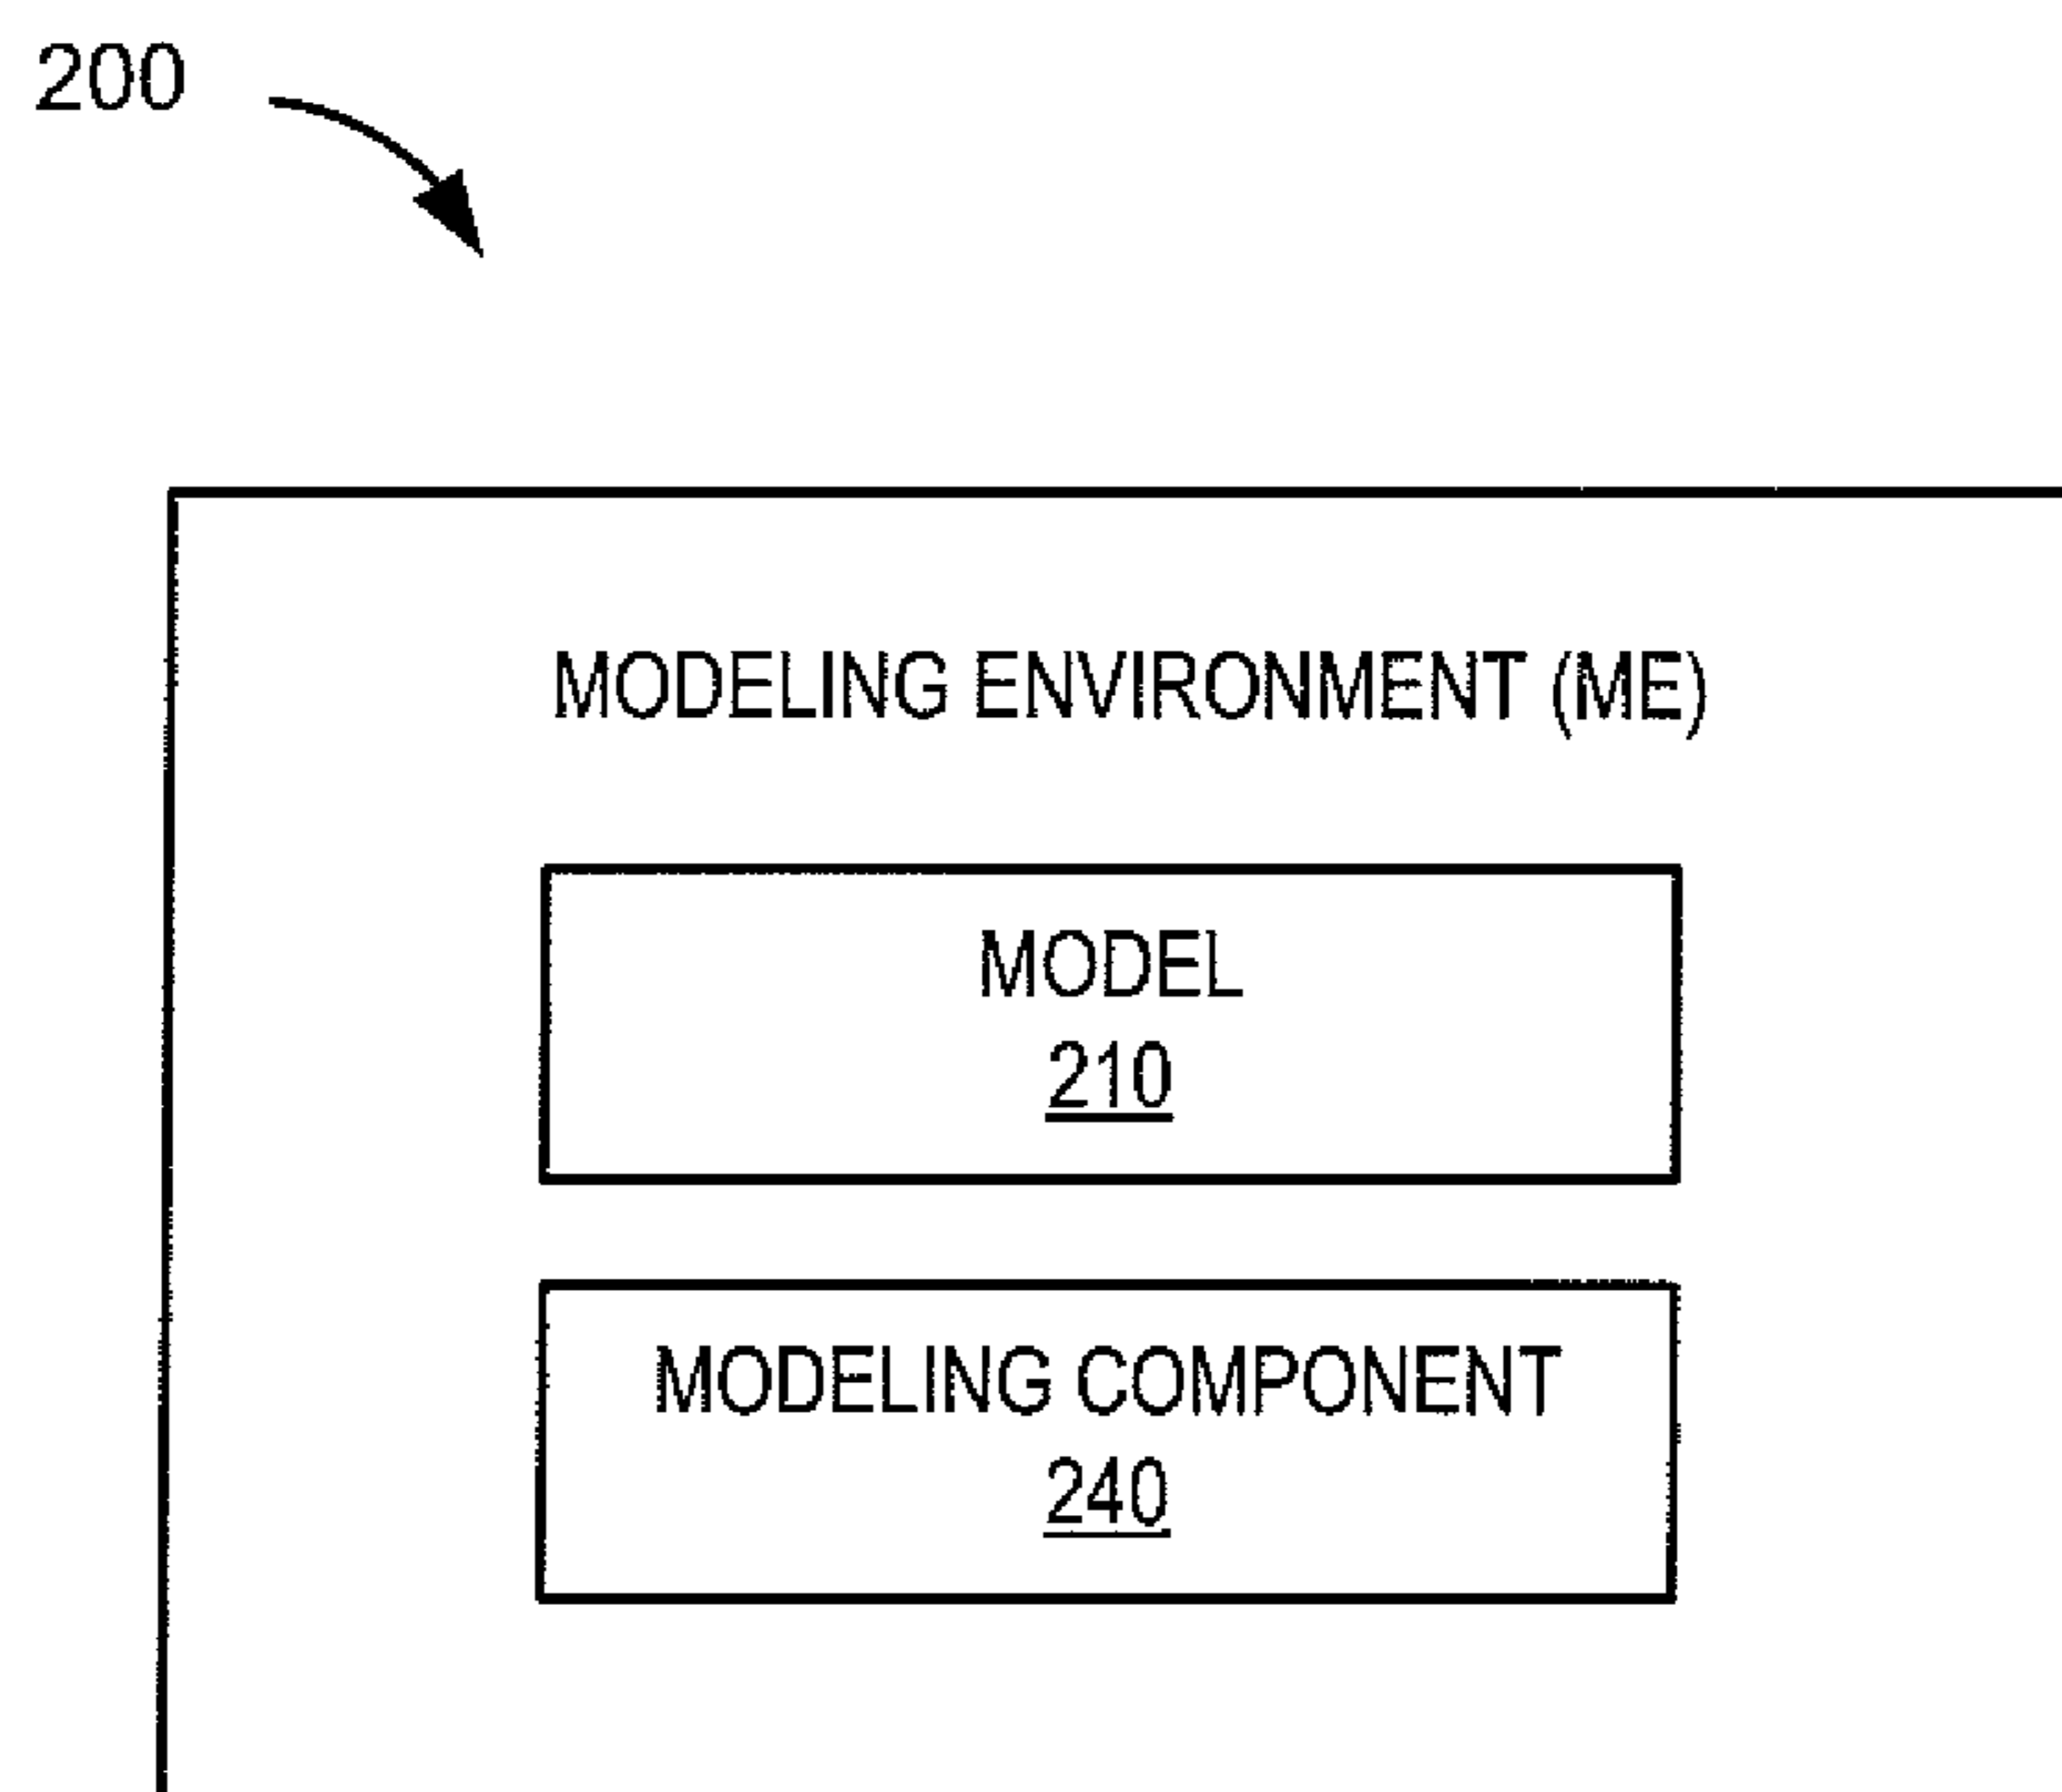 200
MODELING ENVIRONMENT (ME)
MODEL
210
MODELING COMPONENT
240